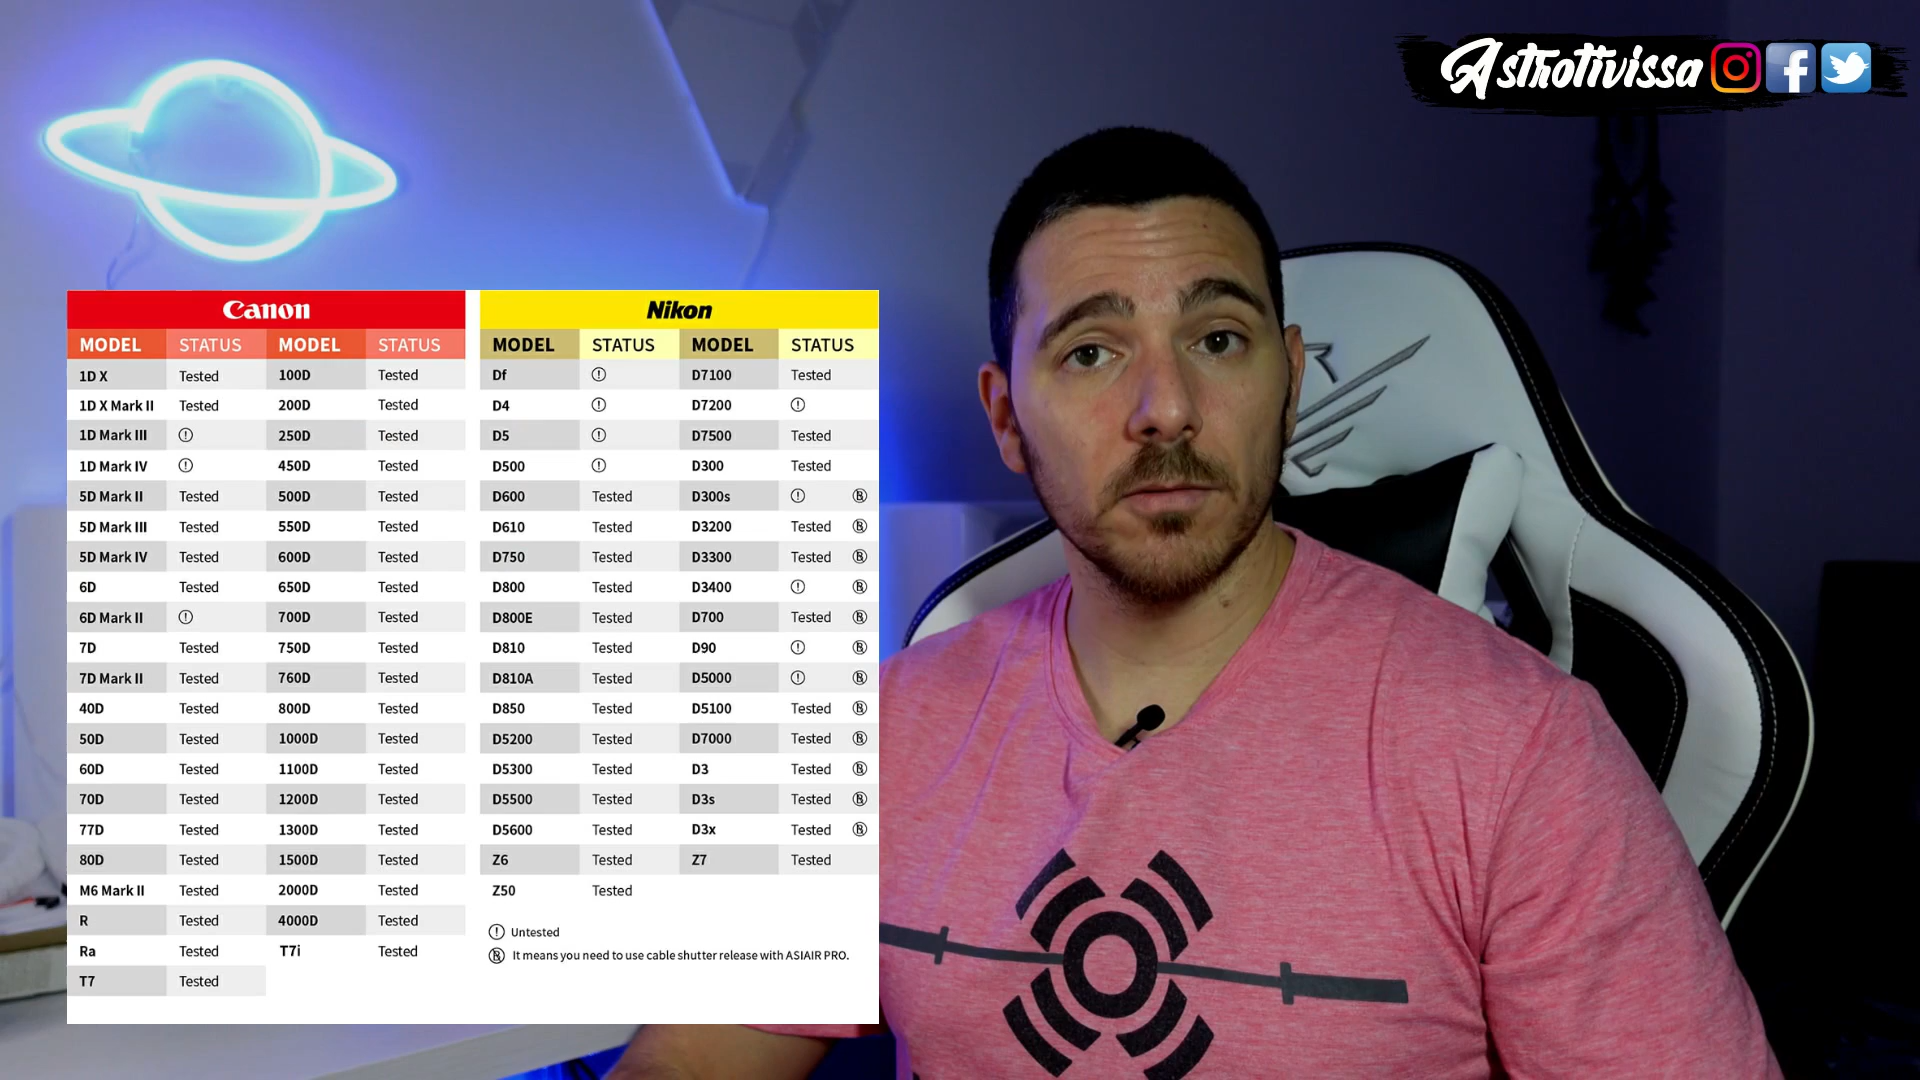 Astrotivissa
Canon
MODEL STATUS MODEL STATUS
1D X Tested 100D Tested
1D X Mark II Tested 200D Tested
1D Mark III ! 250D Tested
1D Mark IV ! 450D Tested
5D Mark II Tested 500D Tested
5D Mark III Tested 550D Tested
5D Mark IV Tested 600D Tested
6D Tested 650D Tested
6D Mark II ! 700D Tested
7D Tested 750D Tested
7D Mark II Tested 760D Tested
40D Tested 800D Tested
50D Tested 1000D Tested
60D Tested 1100D Tested
70D Tested 1200D Tested
77D Tested 1300D Tested
80D Tested 1500D Tested
M6 Mark II Tested 2000D Tested
R Tested 4000D Tested
Ra Tested T7i Tested
T7 Tested
Nikon
MODEL STATUS MODEL STATUS
Df ! D7100 Tested
D4 ! D7200 !
D5 ! D7500 Tested
D500 ! D300 Tested
D600 Tested D300s ! R
D610 Tested D3200 Tested R
D750 Tested D3300 Tested R
D800 Tested D3400 ! R
D800E Tested D700 Tested R
D810 Tested D90 ! R
D810A Tested D5000 ! R
D850 Tested D5100 Tested R
D5200 Tested D7000 Tested R
D5300 Tested D3 Tested R
D5500 Tested D3s Tested R
D5600 Tested D3x Tested R
Z6 Tested Z7 Tested
Z50 Tested
! Untested
R It means you need to use cable shutter release with ASIAIR PRO.